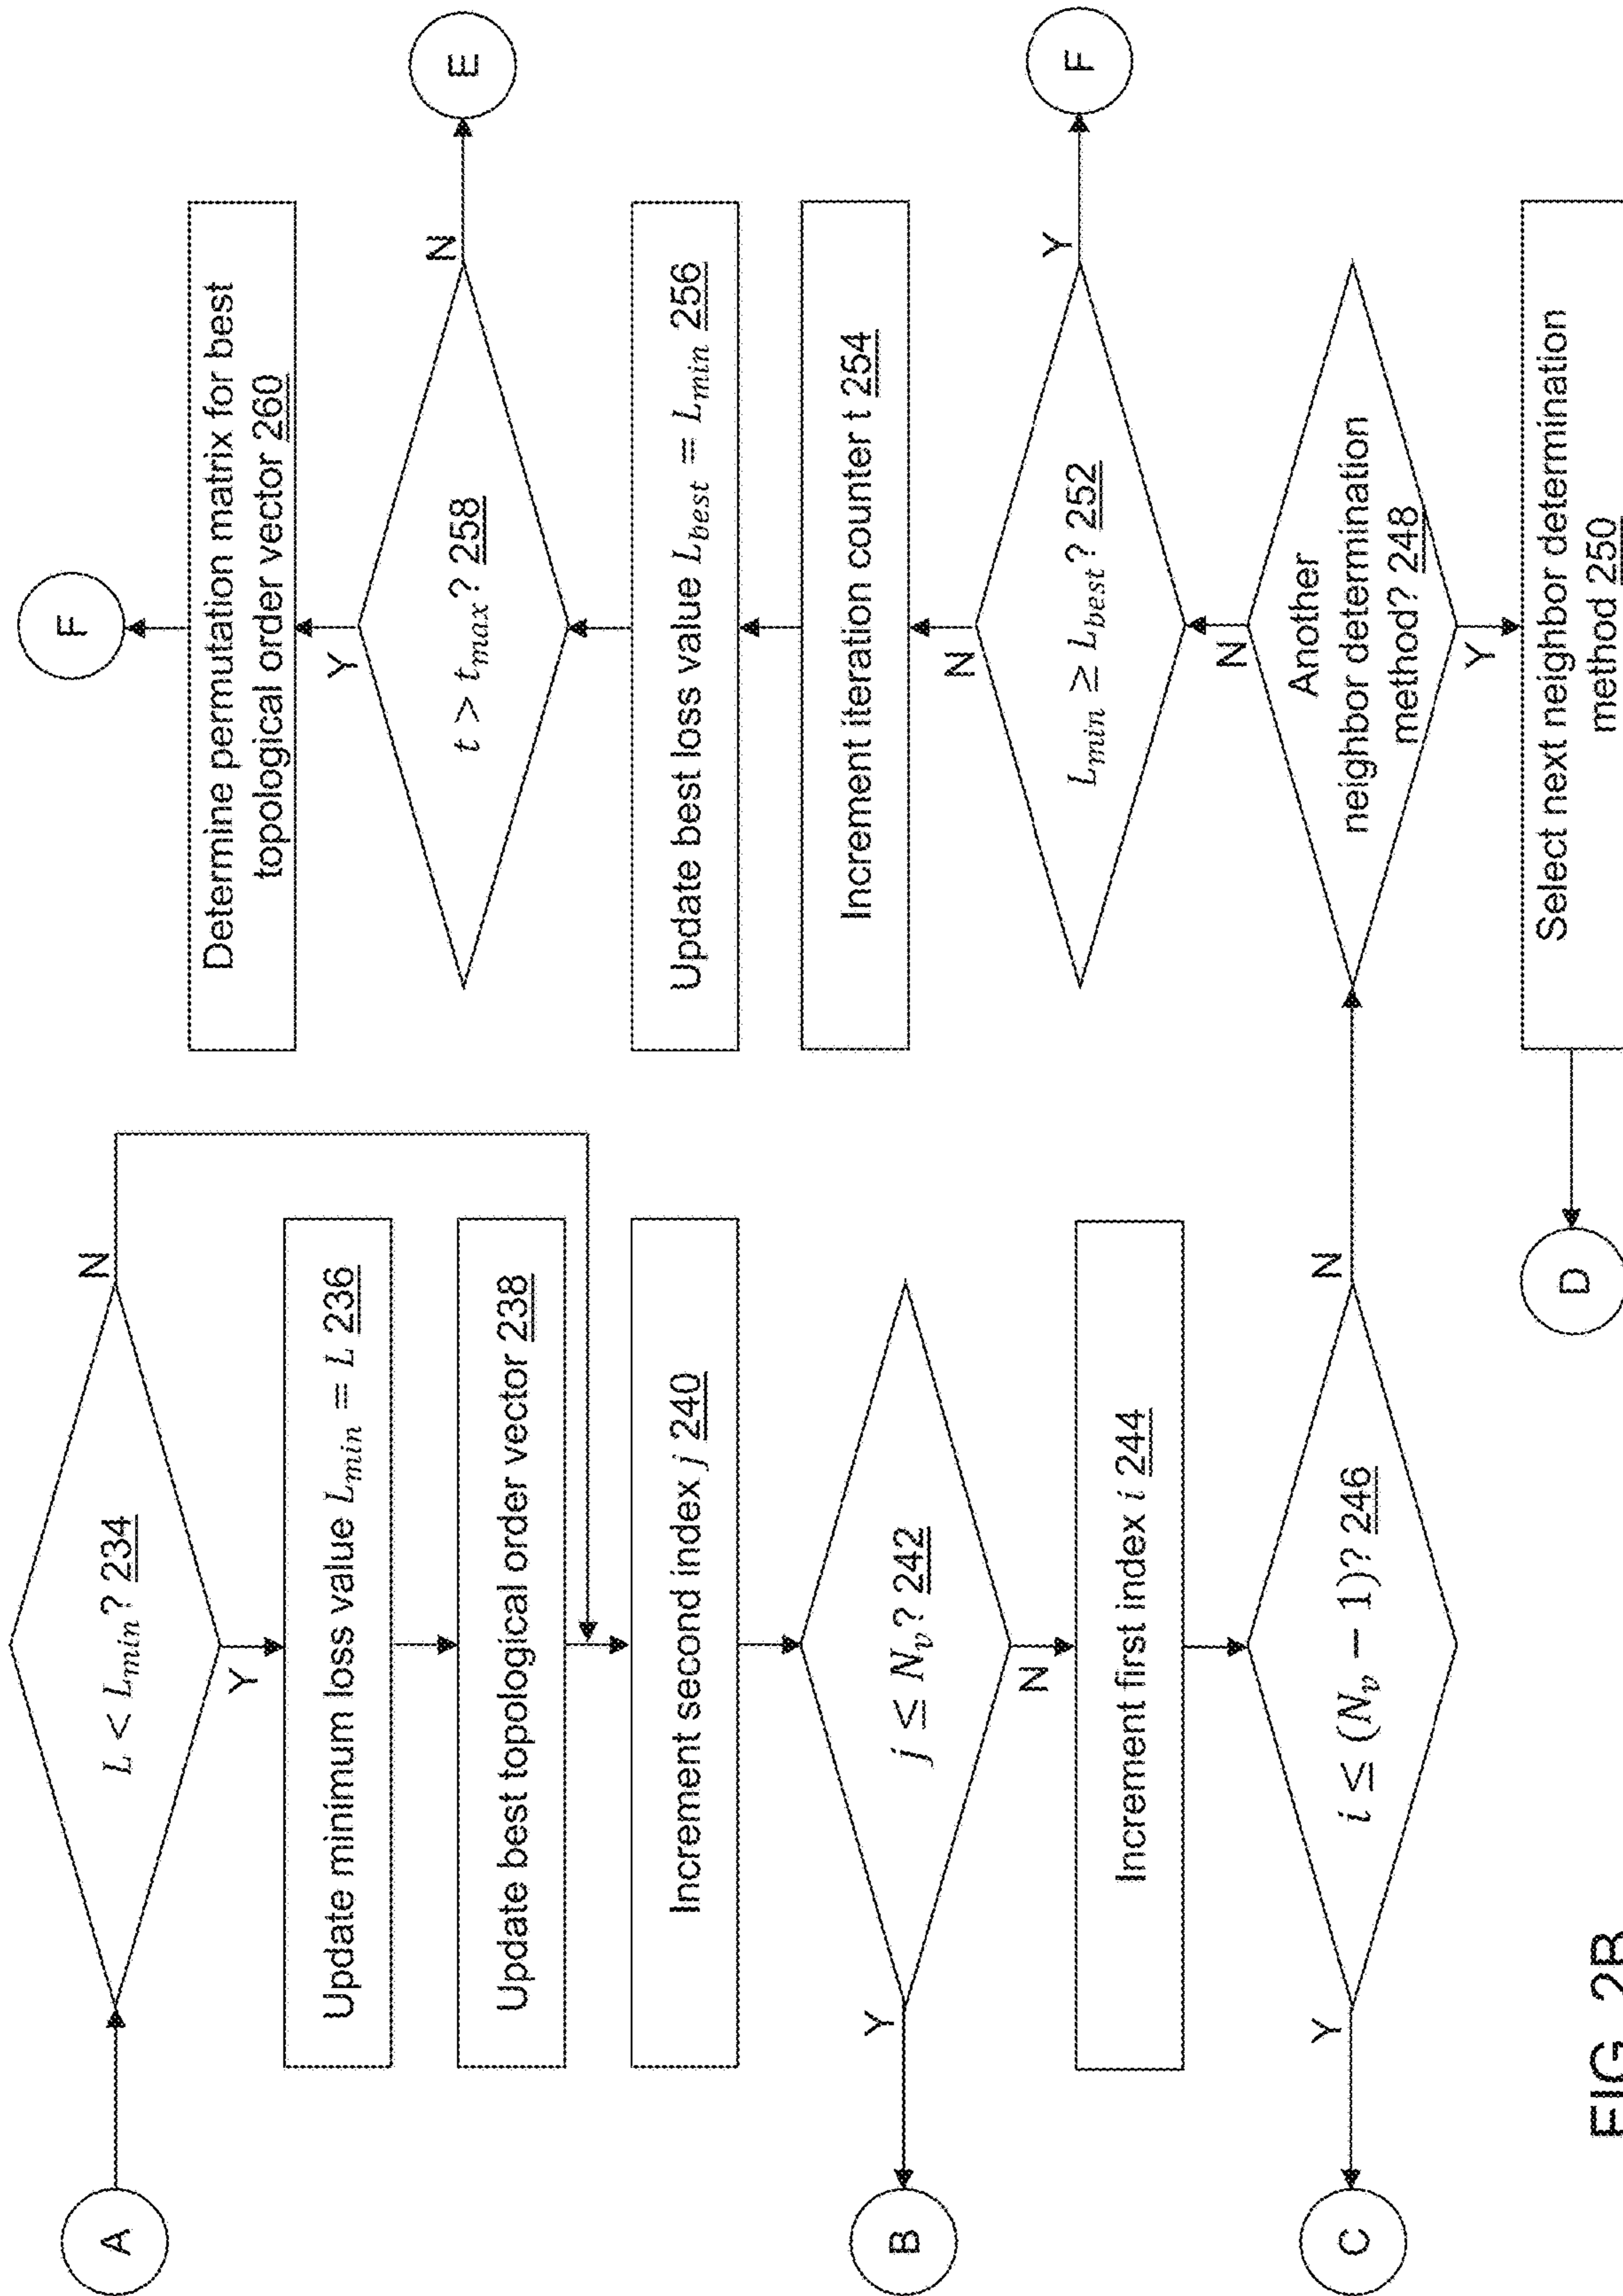 A
L < L_min? 234
N
Y
Update minimum loss value L_min = L 236
Update best topological order vector 238
Increment second index j 240
j ≤ N_v? 242
Y
B
N
Increment first index i 244
i ≤ (N_v − 1)? 246
Y
C
N
F
Determine permutation matrix for best
topological order vector 260
Y
t > t_max? 258
N
E
Update best loss value L_best = L_min 256
Increment iteration counter t 254
N
L_min ≥ L_best? 252
Y
F
N
Another
neighbor determination
method? 248
Y
Select next neighbor determination
method 250
D
FIG. 2B